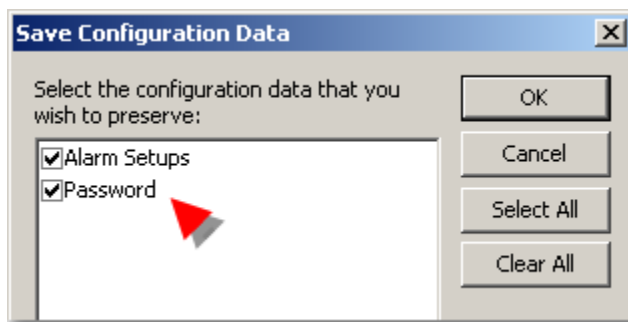 Save Configuration Data
Select the configuration data that you
wish to preserve:
Alarm Setups
Password
OK
Cancel
Select All
Clear All